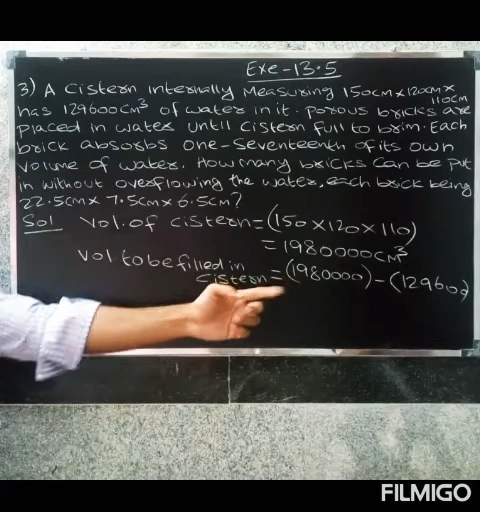 Exe-13.5
3) A cistern internally measuring 150cm×120cm×
110cm
has 129600cm³ of water in it. porous bricks are
placed in water until cistern full to brim. Each
brick absorbs one-seventeenth of its own
volume of water. How many bricks can be put
in without overflowing the water, each brick being
22.5cm× 7.5cm×6.5cm?
Sol vol. of cistern = (150×120×110)
= 1980000cm³
vol to be filled in
cistern = (1980000) - (129600)
FILMIGO